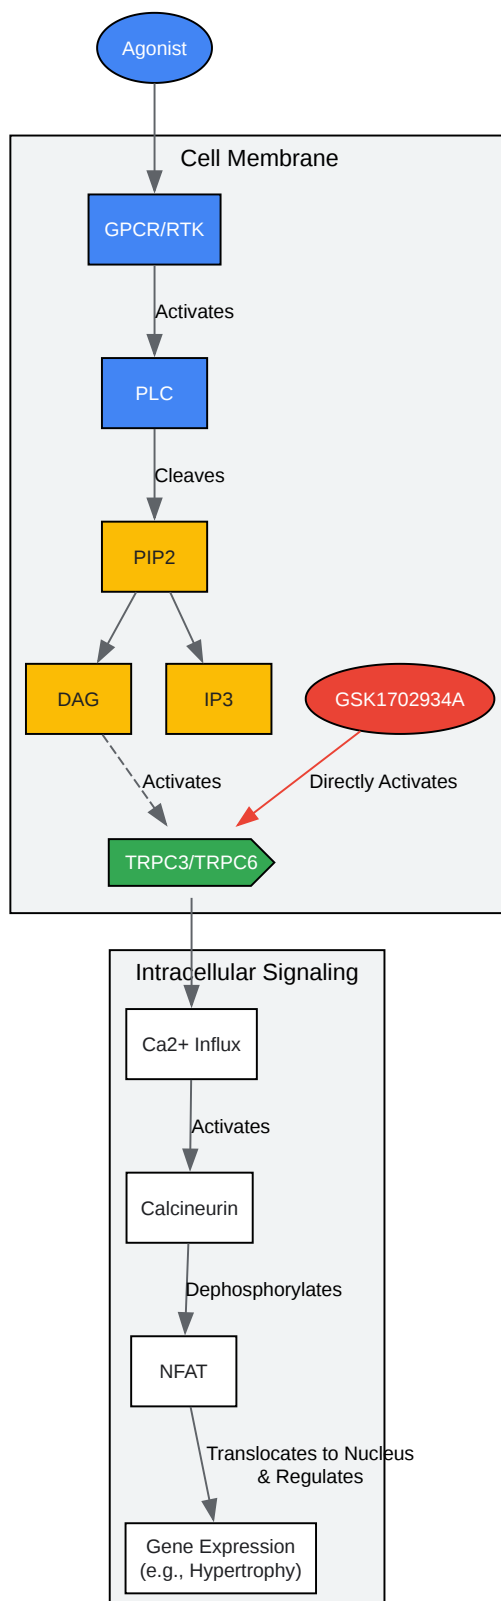 Agonist
Cell Membrane
GPCR/RTK
Activates
PLC
Cleaves
PIP2
DAG
IP3
GSK1702934A
Activates
Directly Activates
TRPC3/TRPC6
Intracellular Signaling
Ca2+ Influx
Activates
Calcineurin
Dephosphorylates
NFAT
Translocates to Nucleus
& Regulates
Gene Expression
(e.g., Hypertrophy)